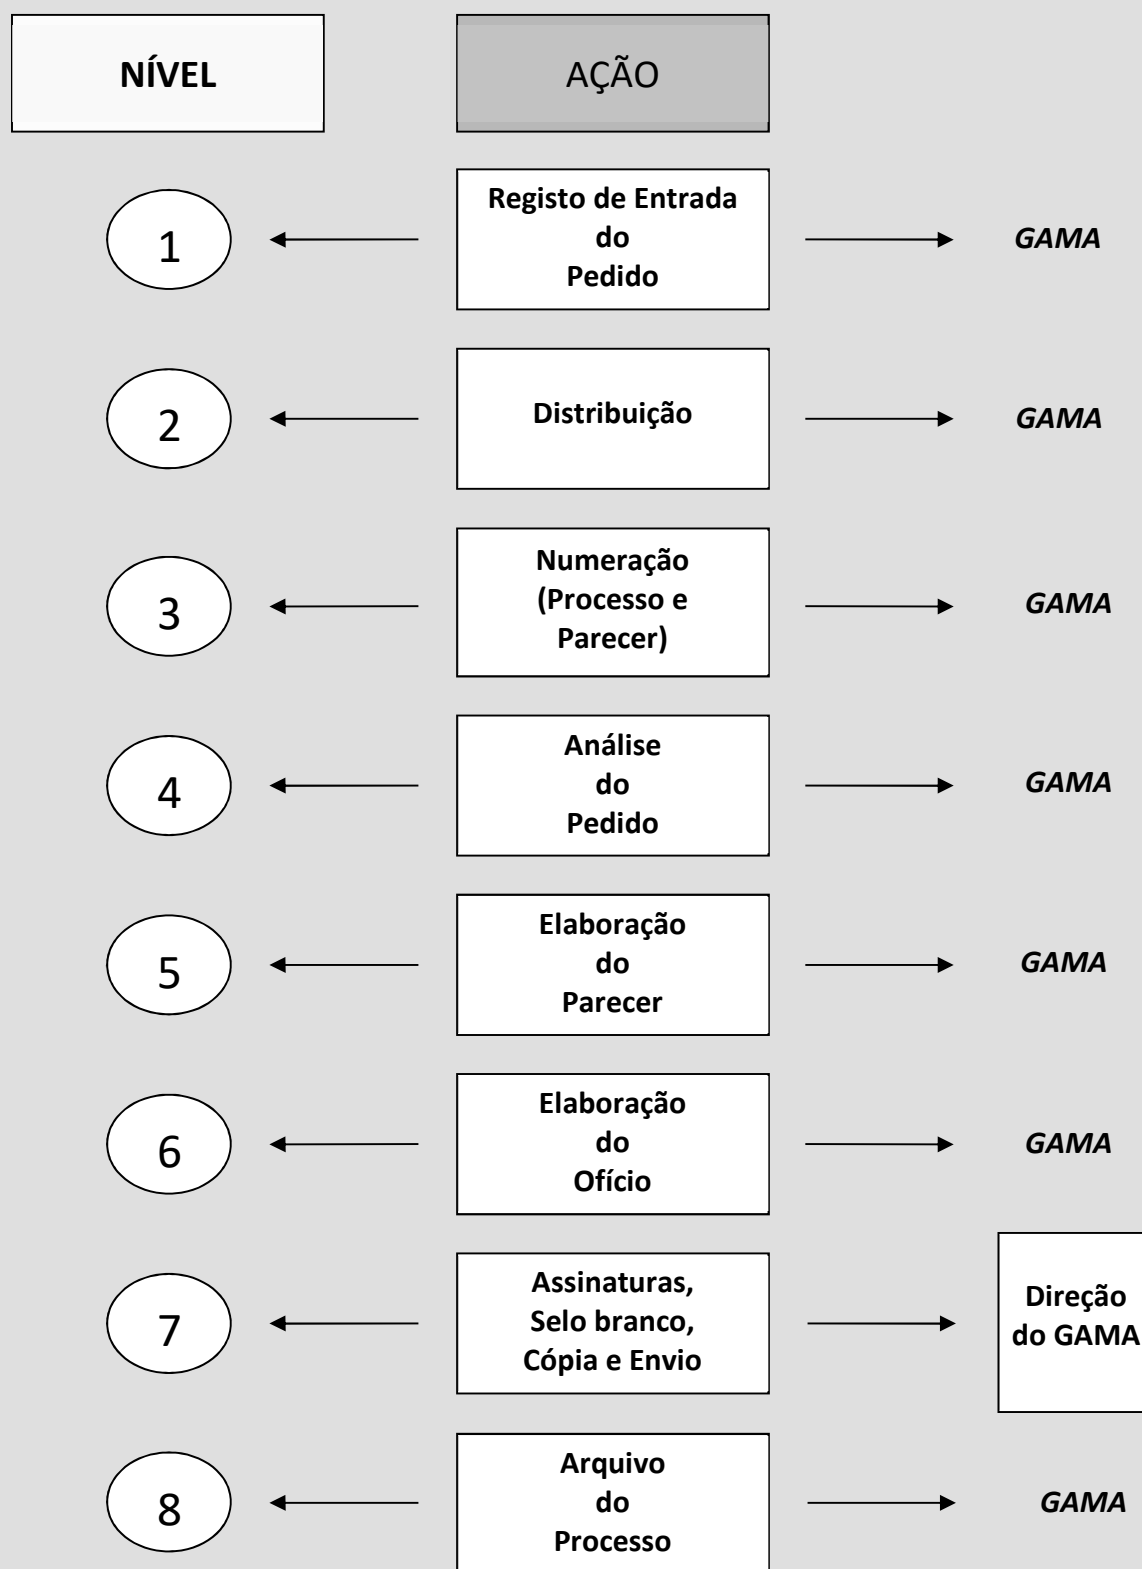 NÍVEL
AÇÃO
1
Registo de Entrada
do
Pedido
GAMA
2
Distribuição
GAMA
3
Numeração
(Processo e
Parecer)
GAMA
4
Análise
do
Pedido
GAMA
5
Elaboração
do
Parecer
GAMA
6
Elaboração
do
Ofício
GAMA
7
Assinaturas,
Selo branco,
Cópia e Envio
Direção
do GAMA
8
Arquivo
do
Processo
GAMA